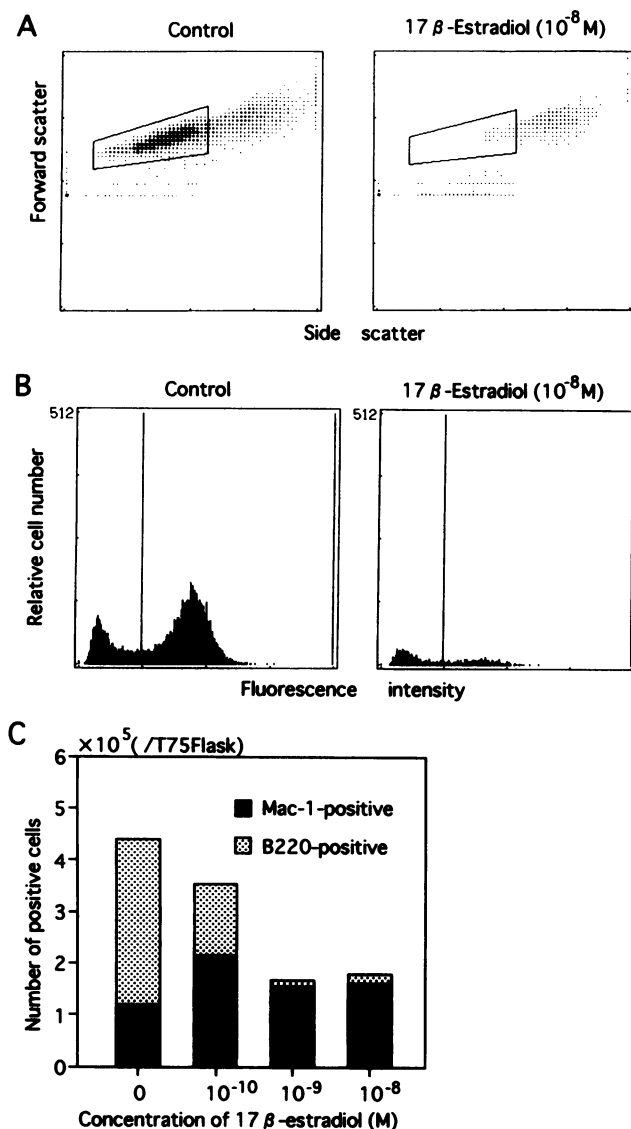 A
Control
17 β-Estradiol (10⁻⁸ M)
Forward scatter
Side scatter
B
Control
17 β-Estradiol (10⁻⁸ M)
512
512
Relative cell number
Fluorescence intensity
C
×10⁵ ( /T75Flask)
6
5
4
3
2
1
0
Number of positive cells
Mac-1-positive
B220-positive
0 10⁻¹⁰ 10⁻⁹ 10⁻⁸
Concentration of 17 β-estradiol (M)